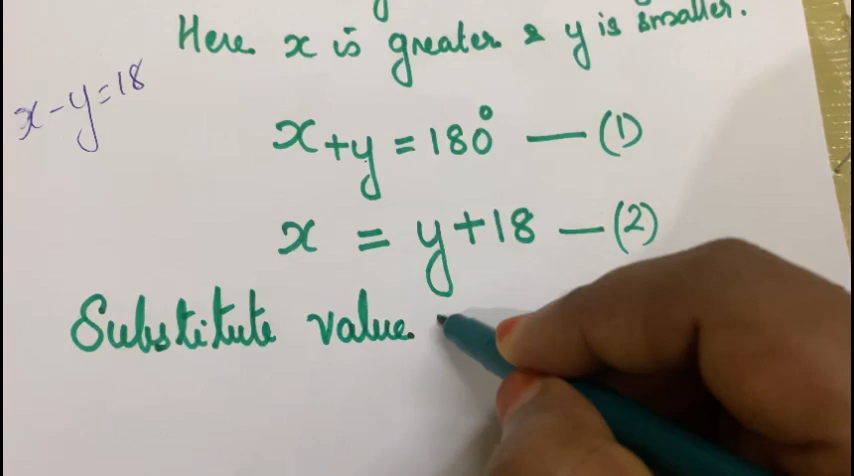 Here x is greater & y is smaller.
x-y=18
x+y=180° — (1)
x = y+18 — (2)
Substitute value